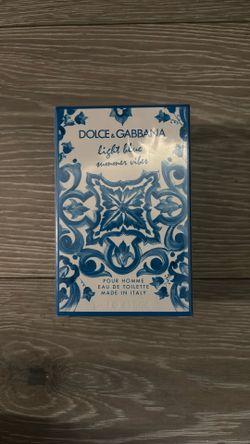 DOLCE & GABBANA
light blue
summer vibes
POUR HOMME
EAU DE TOILETTE
MADE IN ITALY